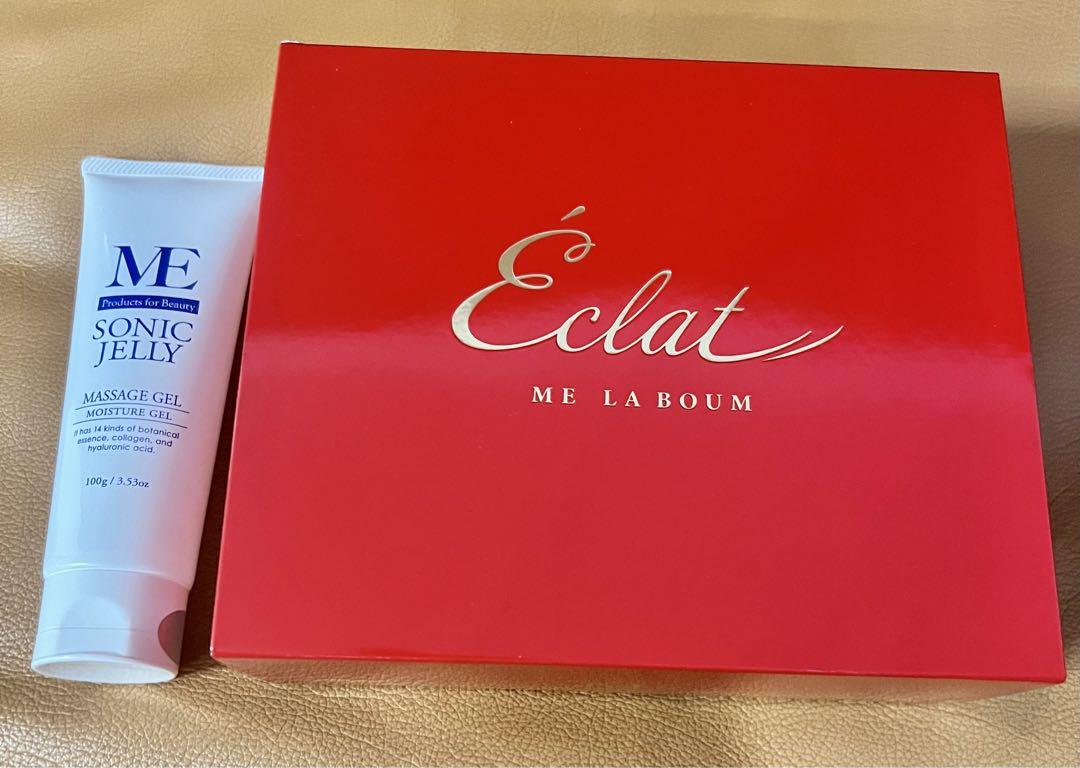 ME
Products for Beauty
SONIC
JELLY
MASSAGE GEL
MOISTURE GEL
It has 14 kinds of botanical
essence, collagen, and
hyaluronic acid.
100g / 3.53oz
Éclat
ME LA BOUM